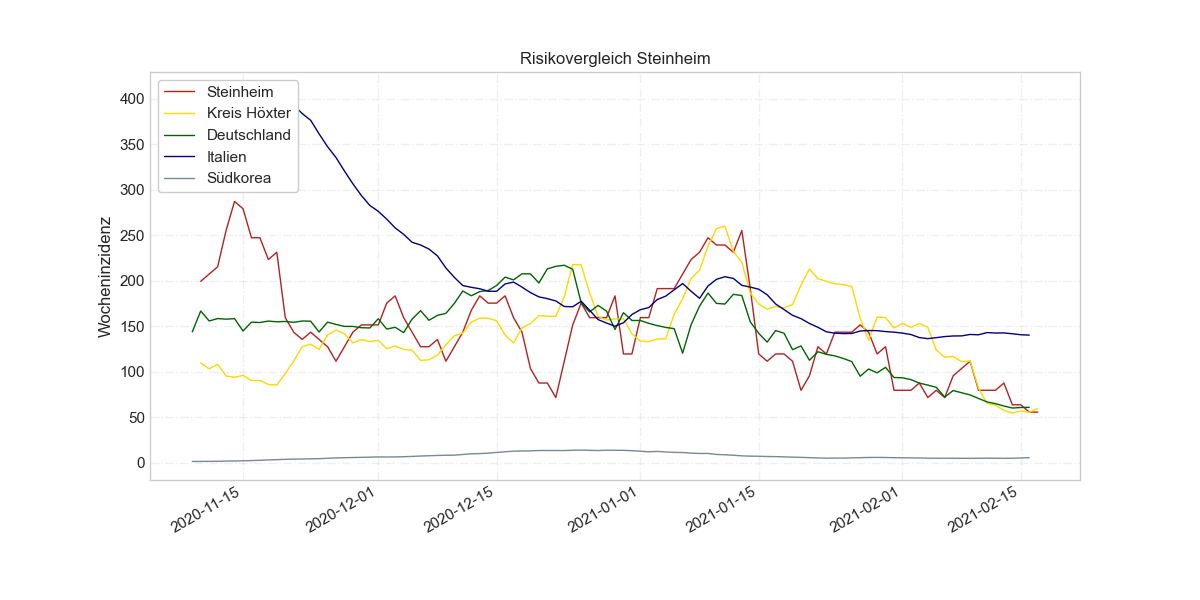 Risikovergleich Steinheim
Steinheim
Kreis Höxter
Deutschland
Italien
Südkorea
Wocheninzidenz
400
350
300
250
200
150
100
50
0
2020-11-15
2020-12-01
2020-12-15
2021-01-01
2021-01-15
2021-02-01
2021-02-15